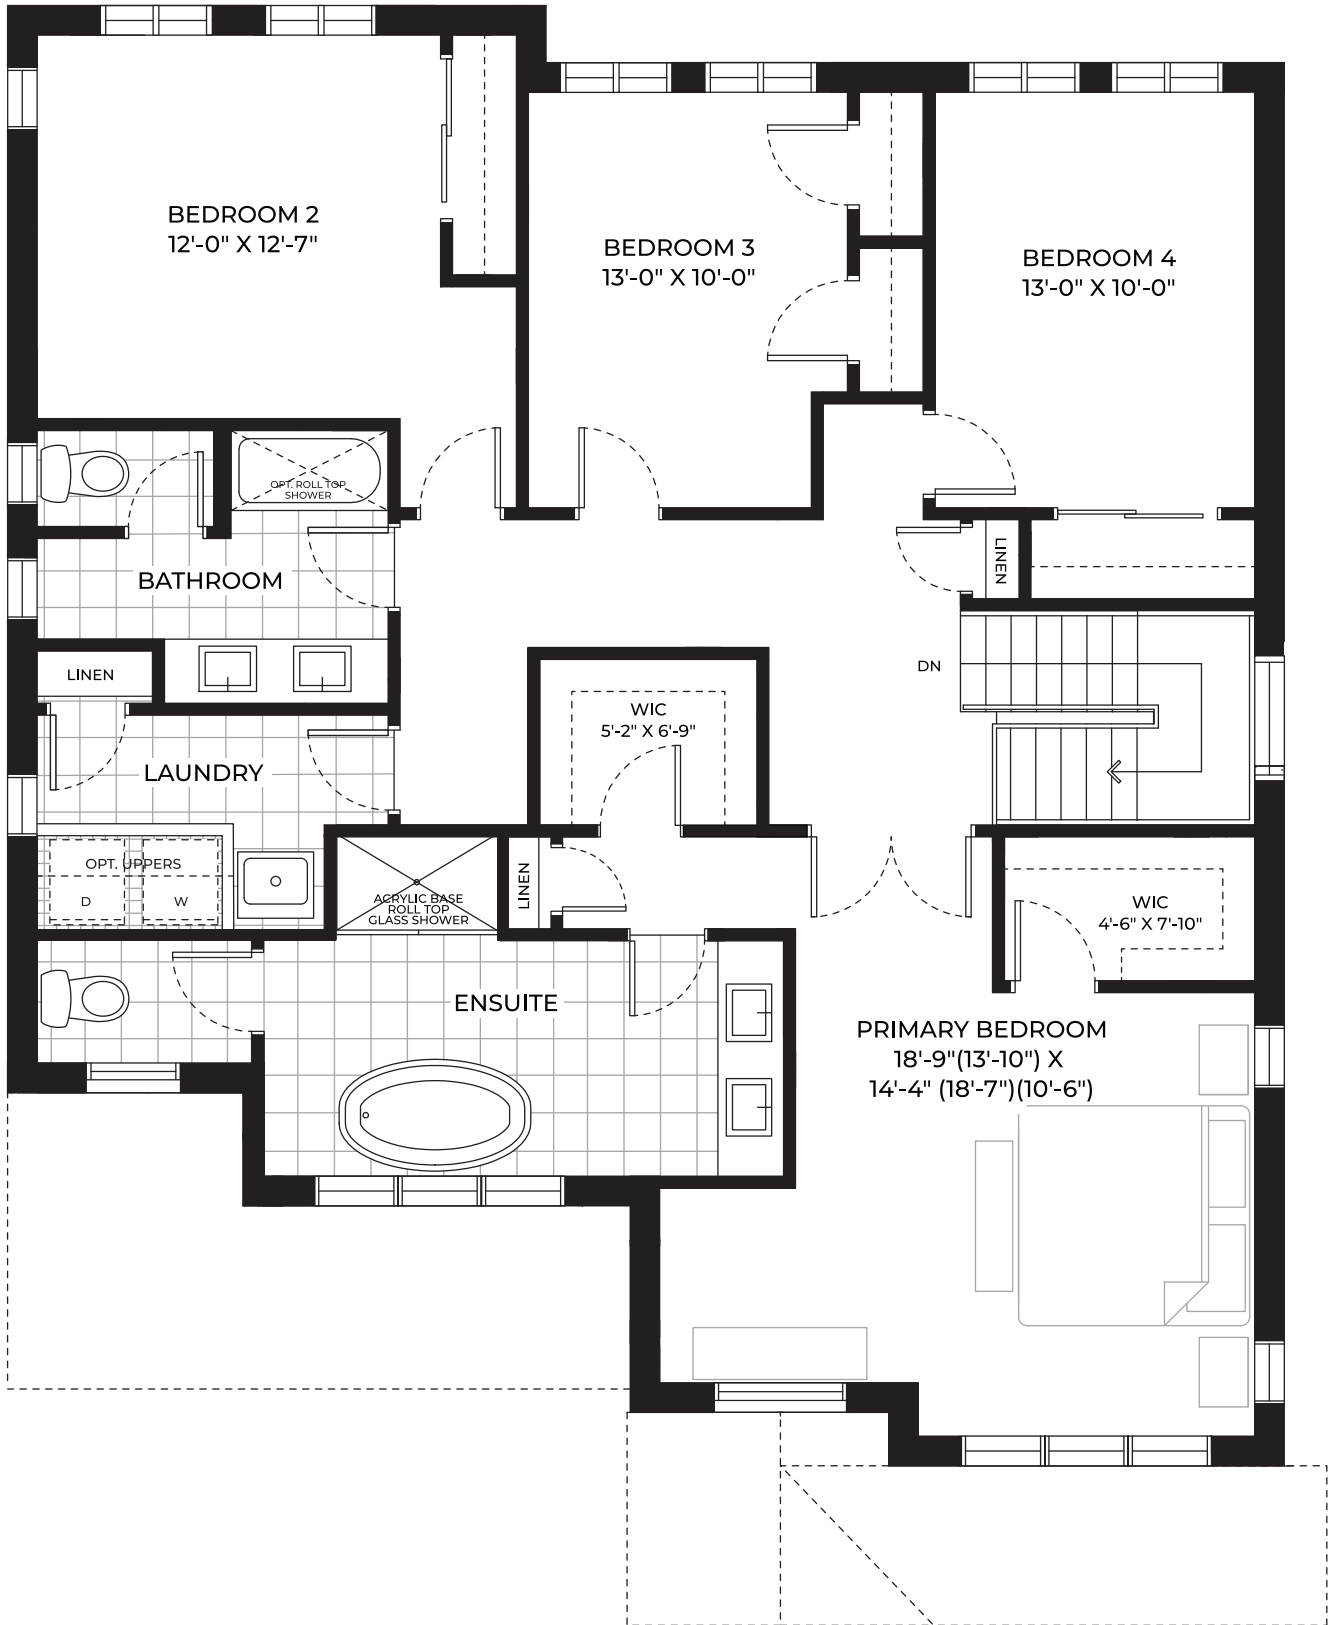 BEDROOM 2
12'-0" X 12'-7"
BEDROOM 3
13'-0" X 10'-0"
BEDROOM 4
13'-0" X 10'-0"
OPT. ROLL TOP
SHOWER
BATHROOM
LINEN
LINEN
DN
WIC
5'-2" X 6'-9"
LAUNDRY
OPT. UPPERS
D
W
ACRYLIC BASE
ROLL TOP
GLASS SHOWER
LINEN
WIC
4'-6" X 7'-10"
ENSUITE
PRIMARY BEDROOM
18'-9"(13'-10") X
14'-4" (18'-7")(10'-6")